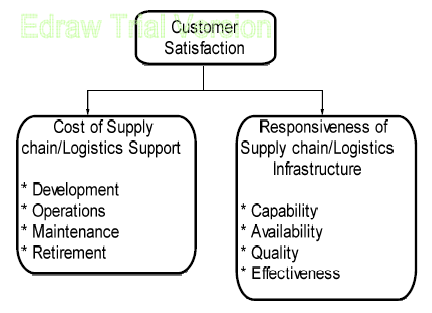 Edraw Trial Version
Customer
Satisfaction
Cost of Supply
chain/Logistics Support
* Development
* Operations
* Maintenance
* Retirement
Responsiveness of
Supply chain/Logistics
Infrastructure
* Capability
* Availability
* Quality
* Effectiveness